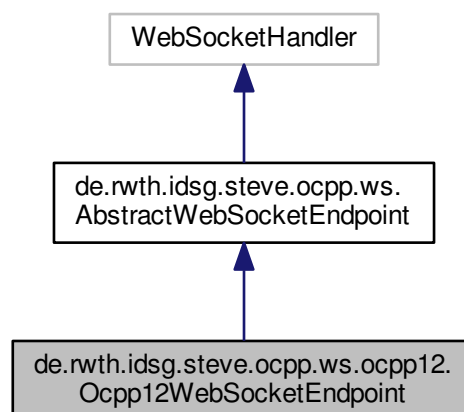 WebSocketHandler
de.rwth.idsg.steve.ocpp.ws.
AbstractWebSocketEndpoint
de.rwth.idsg.steve.ocpp.ws.ocpp12.
Ocpp12WebSocketEndpoint